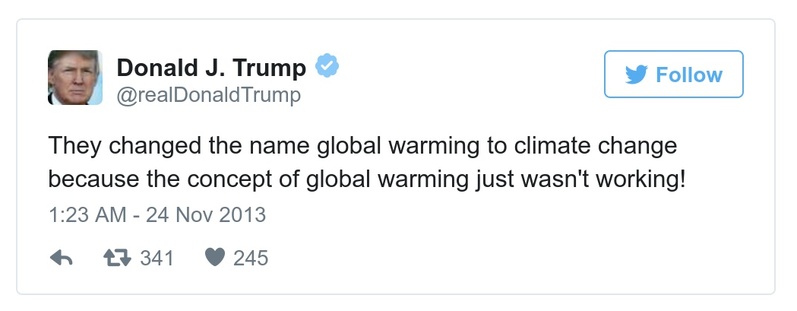 Donald J. Trump
@realDonaldTrump
Follow
They changed the name global warming to climate change
because the concept of global warming just wasn't working!
1:23 AM - 24 Nov 2013
341 245